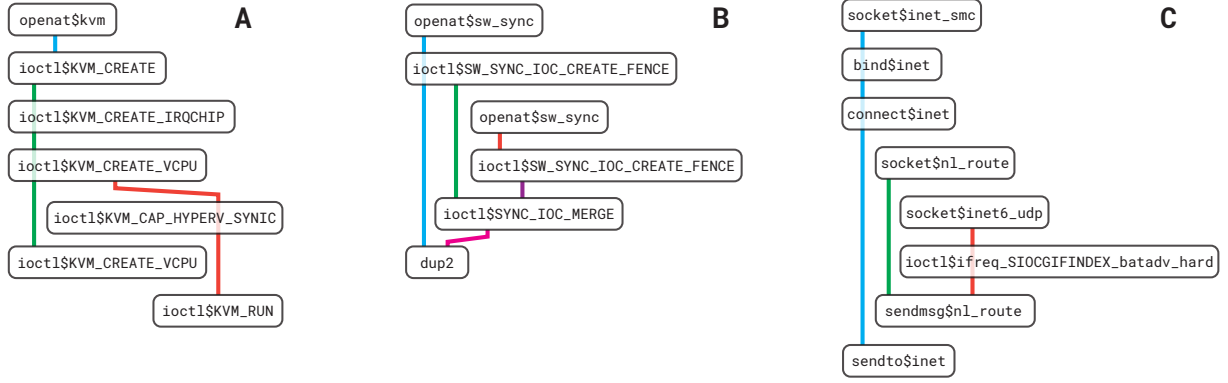 A
openat$kvm
ioctl$KVM_CREATE
ioctl$KVM_CREATE_IRQCHIP
ioctl$KVM_CREATE_VCPU
ioctl$KVM_CAP_HYPERV_SYNIC
ioctl$KVM_CREATE_VCPU
ioctl$KVM_RUN
B
openat$sw_sync
ioctl$SW_SYNC_IOC_CREATE_FENCE
openat$sw_sync
ioctl$SW_SYNC_IOC_CREATE_FENCE
ioctl$SYNC_IOC_MERGE
dup2
C
socket$inet_smc
bind$inet
connect$inet
socket$nl_route
socket$inet6_udp
ioctl$ifreq_SIOCGIFINDEX_batadv_hard
sendmsg$nl_route
sendto$inet